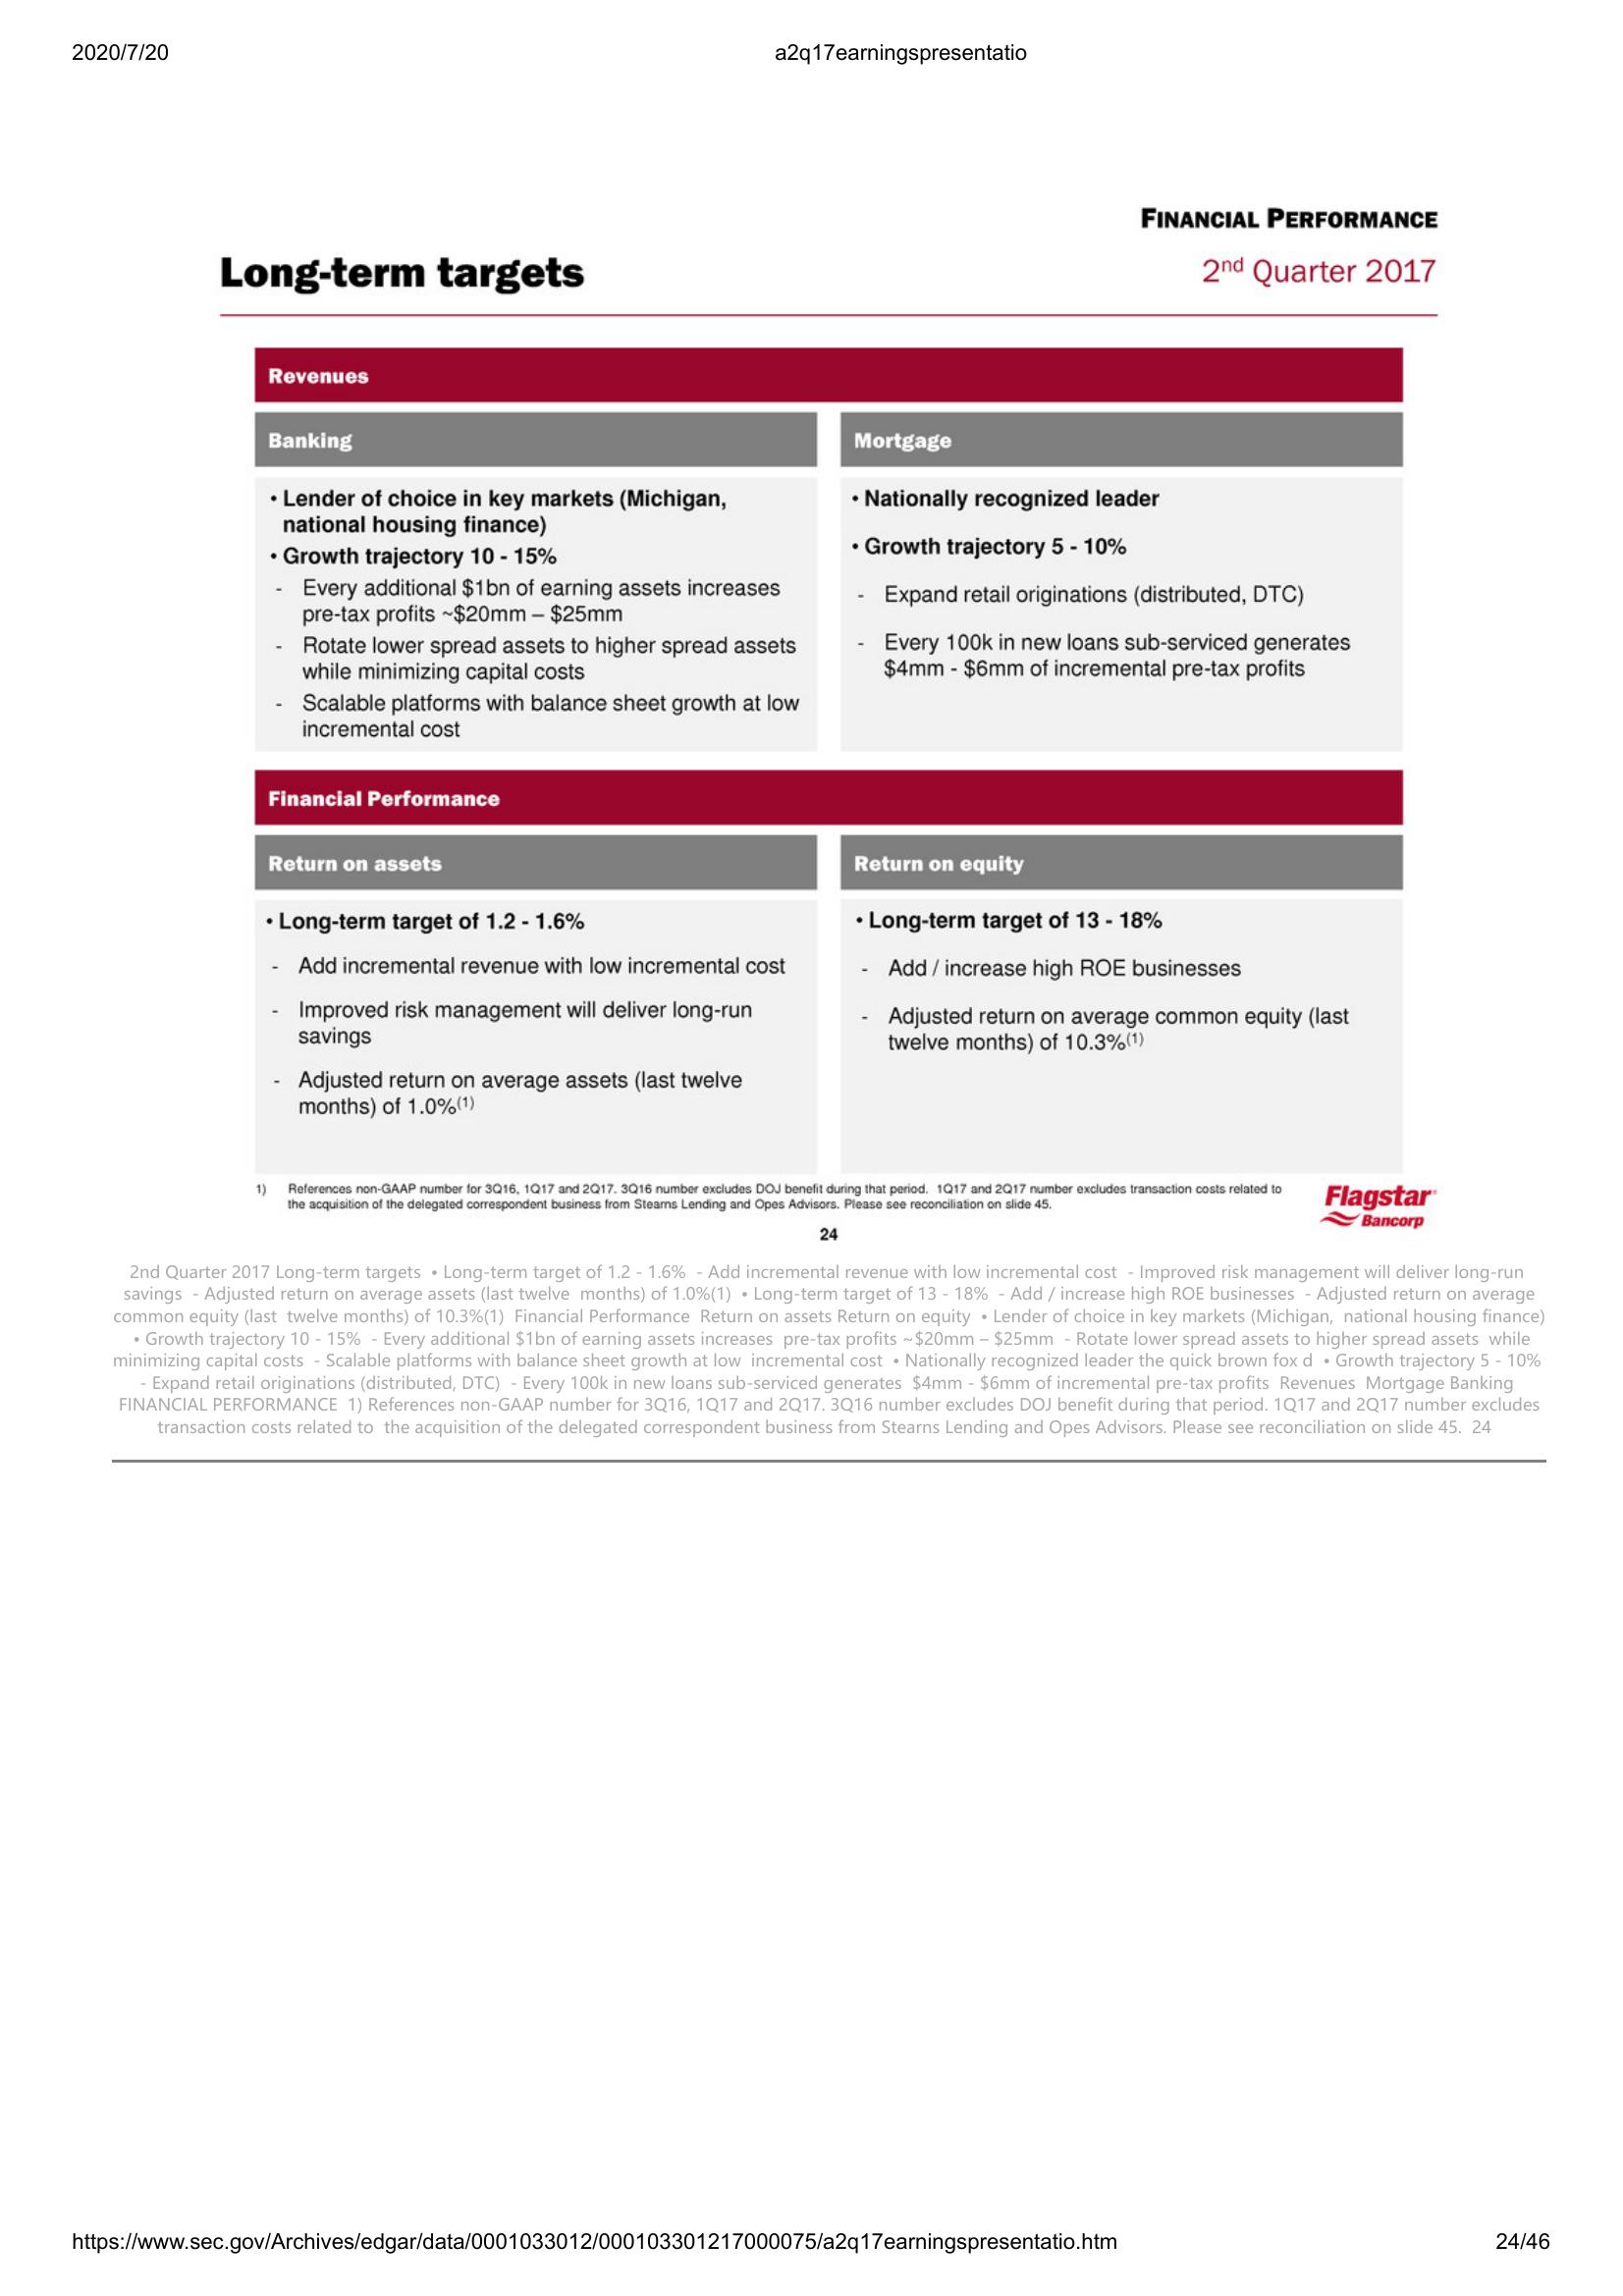 2020/7/20
a2q17earningspresentatio
FINANCIAL PERFORMANCE
Long-term targets
2nd Quarter 2017
Revenues
Banking
• Lender of choice in key markets (Michigan,
national housing finance)
• Growth trajectory 10 - 15%
- Every additional $1bn of earning assets increases
pre-tax profits ~$20mm – $25mm
- Rotate lower spread assets to higher spread assets
while minimizing capital costs
- Scalable platforms with balance sheet growth at low
incremental cost
Mortgage
• Nationally recognized leader
• Growth trajectory 5 - 10%
- Expand retail originations (distributed, DTC)
- Every 100k in new loans sub-serviced generates
$4mm - $6mm of incremental pre-tax profits
Financial Performance
Return on assets
• Long-term target of 1.2 - 1.6%
- Add incremental revenue with low incremental cost
- Improved risk management will deliver long-run
savings
- Adjusted return on average assets (last twelve
months) of 1.0%(1)
Return on equity
• Long-term target of 13 - 18%
- Add / increase high ROE businesses
- Adjusted return on average common equity (last
twelve months) of 10.3%(1)
1) References non-GAAP number for 3Q16, 1Q17 and 2Q17. 3Q16 number excludes DOJ benefit during that period. 1Q17 and 2Q17 number excludes transaction costs related to
the acquisition of the delegated correspondent business from Stearns Lending and Opes Advisors. Please see reconciliation on slide 45.
Flagstar
Bancorp
24
2nd Quarter 2017 Long-term targets • Long-term target of 1.2 - 1.6% - Add incremental revenue with low incremental cost - Improved risk management will deliver long-run
savings - Adjusted return on average assets (last twelve months) of 1.0%(1) • Long-term target of 13 - 18% - Add / increase high ROE businesses - Adjusted return on average
common equity (last twelve months) of 10.3%(1) Financial Performance Return on assets Return on equity • Lender of choice in key markets (Michigan, national housing finance)
• Growth trajectory 10 - 15% - Every additional $1bn of earning assets increases pre-tax profits ~$20mm – $25mm - Rotate lower spread assets to higher spread assets while
minimizing capital costs - Scalable platforms with balance sheet growth at low incremental cost • Nationally recognized leader the quick brown fox d • Growth trajectory 5 - 10%
- Expand retail originations (distributed, DTC) - Every 100k in new loans sub-serviced generates $4mm - $6mm of incremental pre-tax profits Revenues Mortgage Banking
FINANCIAL PERFORMANCE 1) References non-GAAP number for 3Q16, 1Q17 and 2Q17. 3Q16 number excludes DOJ benefit during that period. 1Q17 and 2Q17 number excludes
transaction costs related to the acquisition of the delegated correspondent business from Stearns Lending and Opes Advisors. Please see reconciliation on slide 45. 24
https://www.sec.gov/Archives/edgar/data/0001033012/000103301217000075/a2q17earningspresentatio.htm
24/46